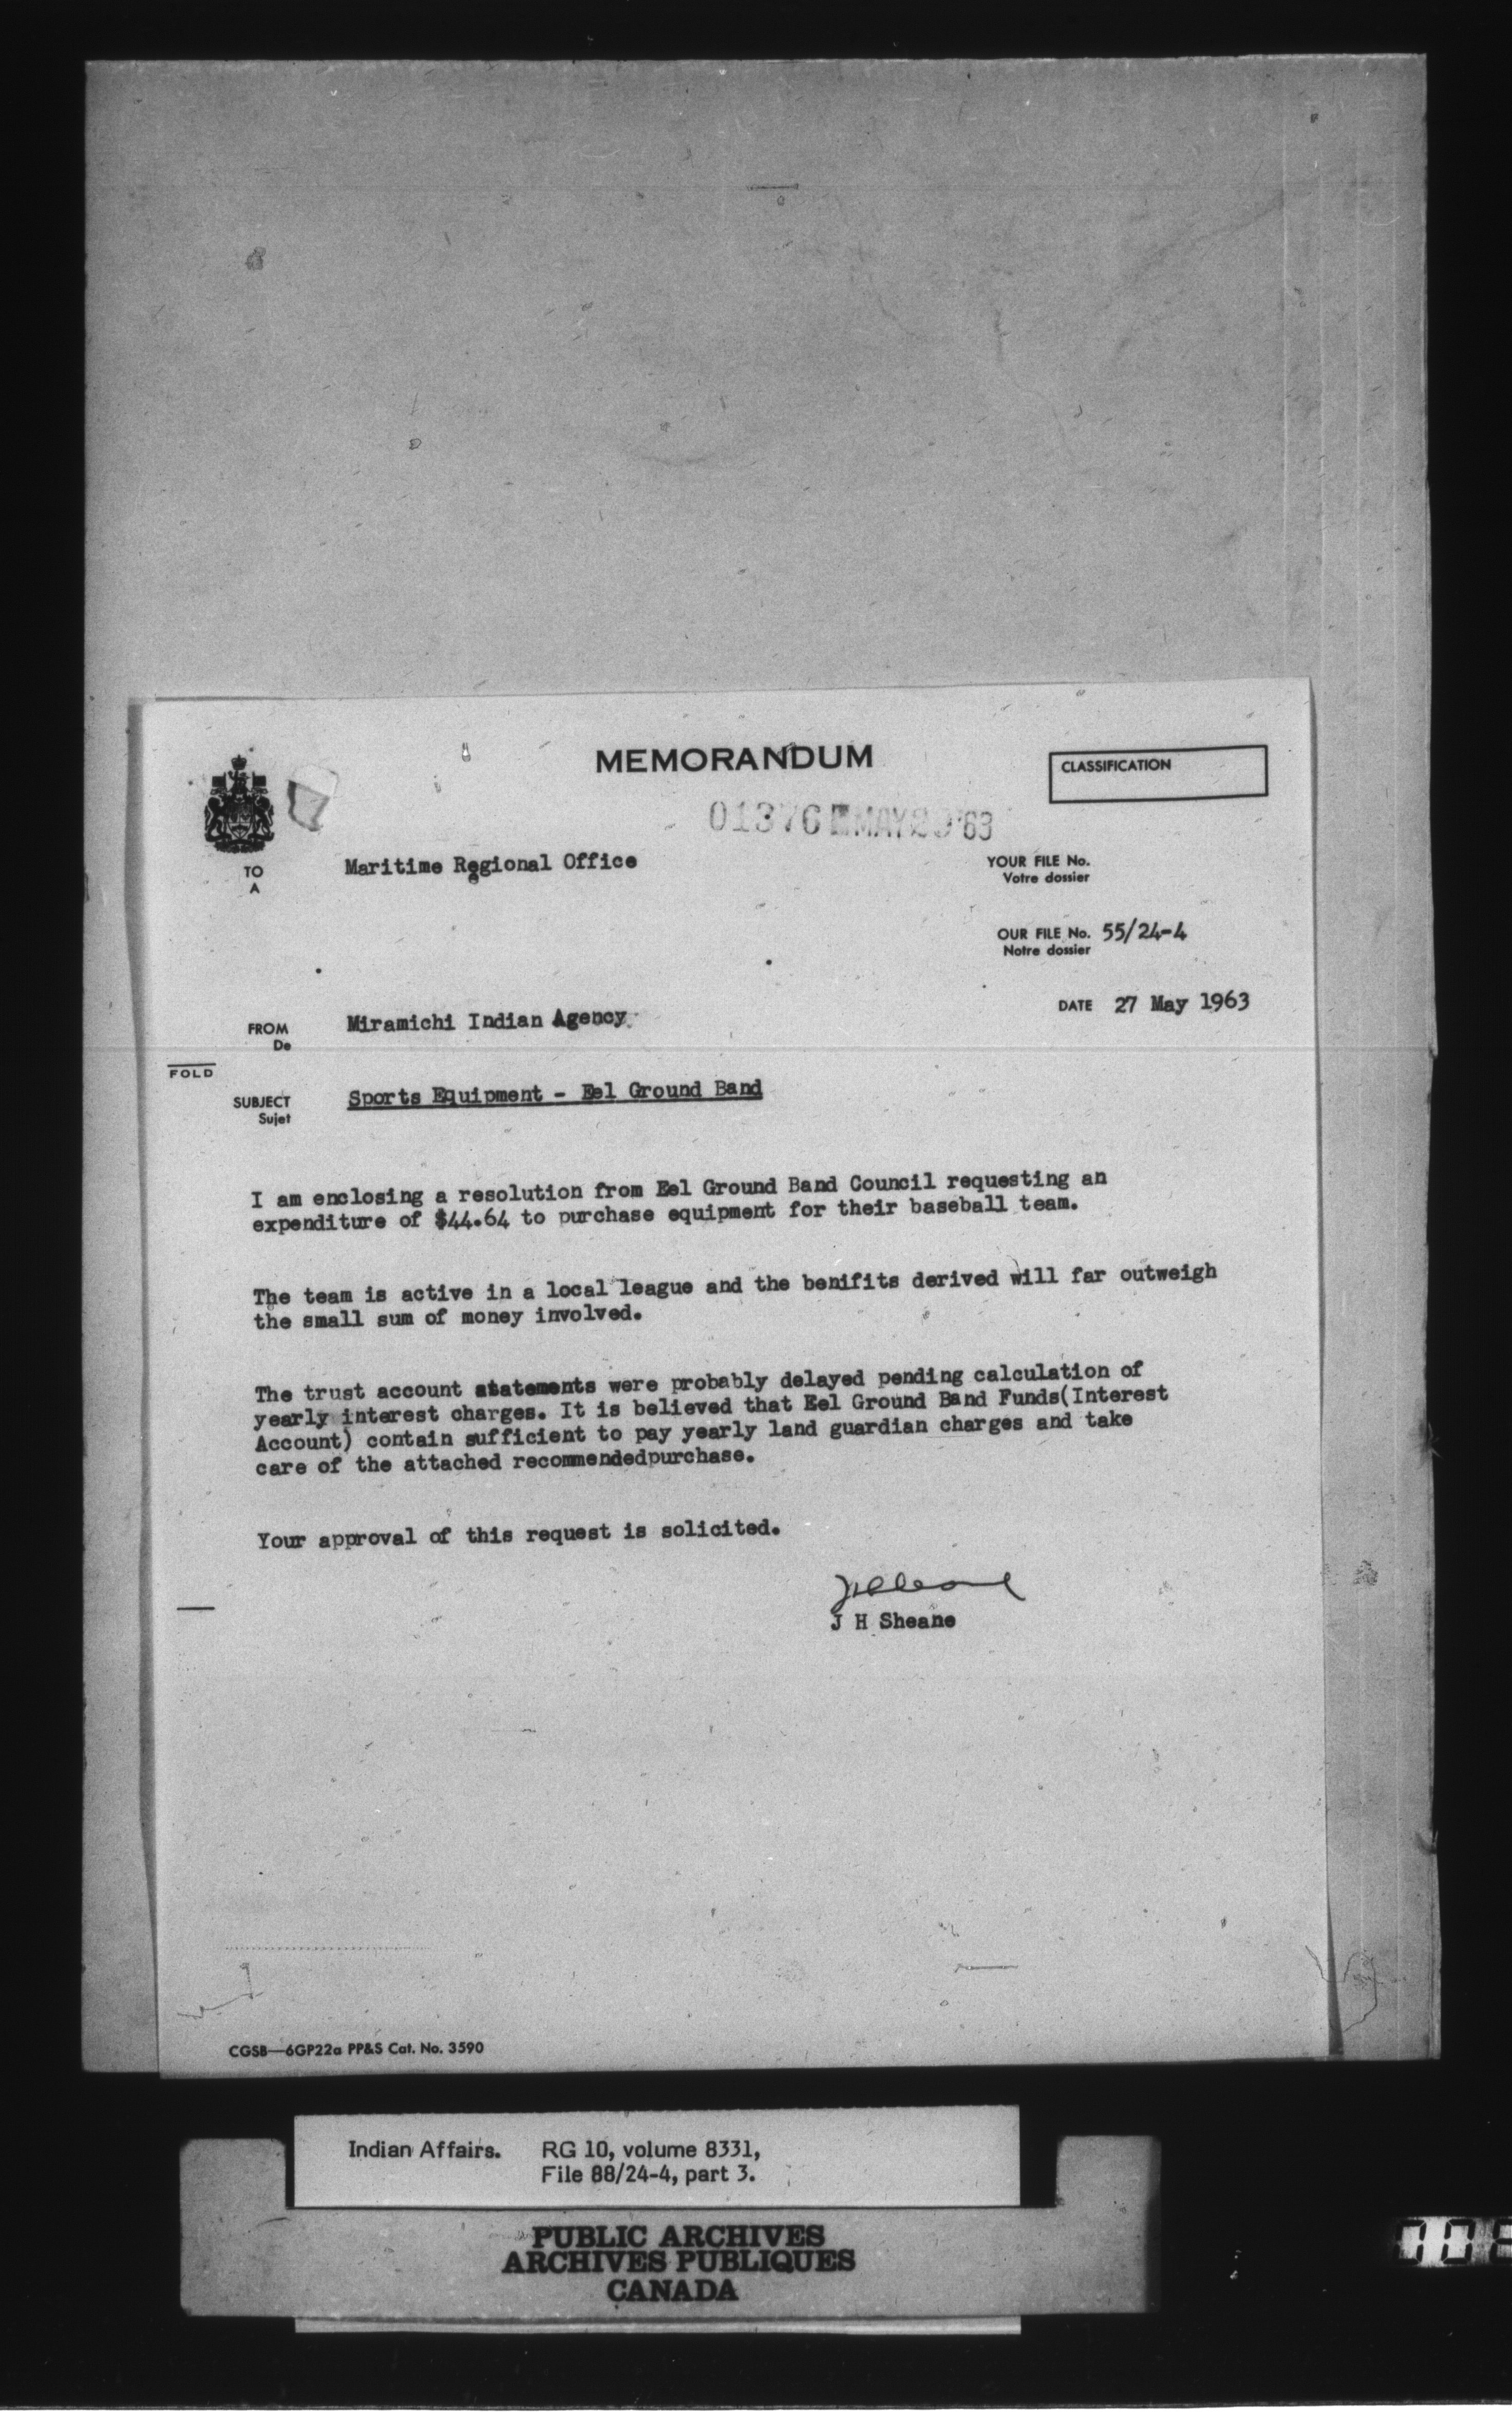 MEMORANDUM
CLASSIFICATION
01376 MAY 29 '63
TO
A
Maritime Regional Office
YOUR FILE No.
Votre dossier
OUR FILE No. 55/24-4
Notre dossier
DATE 27 May 1963
FROM
De
Miramichi Indian Agency
FOLD
SUBJECT
Sujet
Sports Equipment - Eel Ground Band
I am enclosing a resolution from Eel Ground Band Council requesting an
expenditure of $44.64 to purchase equipment for their baseball team.
The team is active in a local league and the benifits derived will far outweigh
the small sum of money involved.
The trust account statements were probably delayed pending calculation of
yearly interest charges. It is believed that Eel Ground Band Funds(Interest
Account) contain sufficient to pay yearly land guardian charges and take
care of the attached recommendedpurchase.
Your approval of this request is solicited.
J H Sheane
CGSB—6GP22a PP&S Cat. No. 3590
Indian Affairs. RG 10, volume 8331,
File 88/24-4, part 3.
PUBLIC ARCHIVES
ARCHIVES PUBLIQUES
CANADA